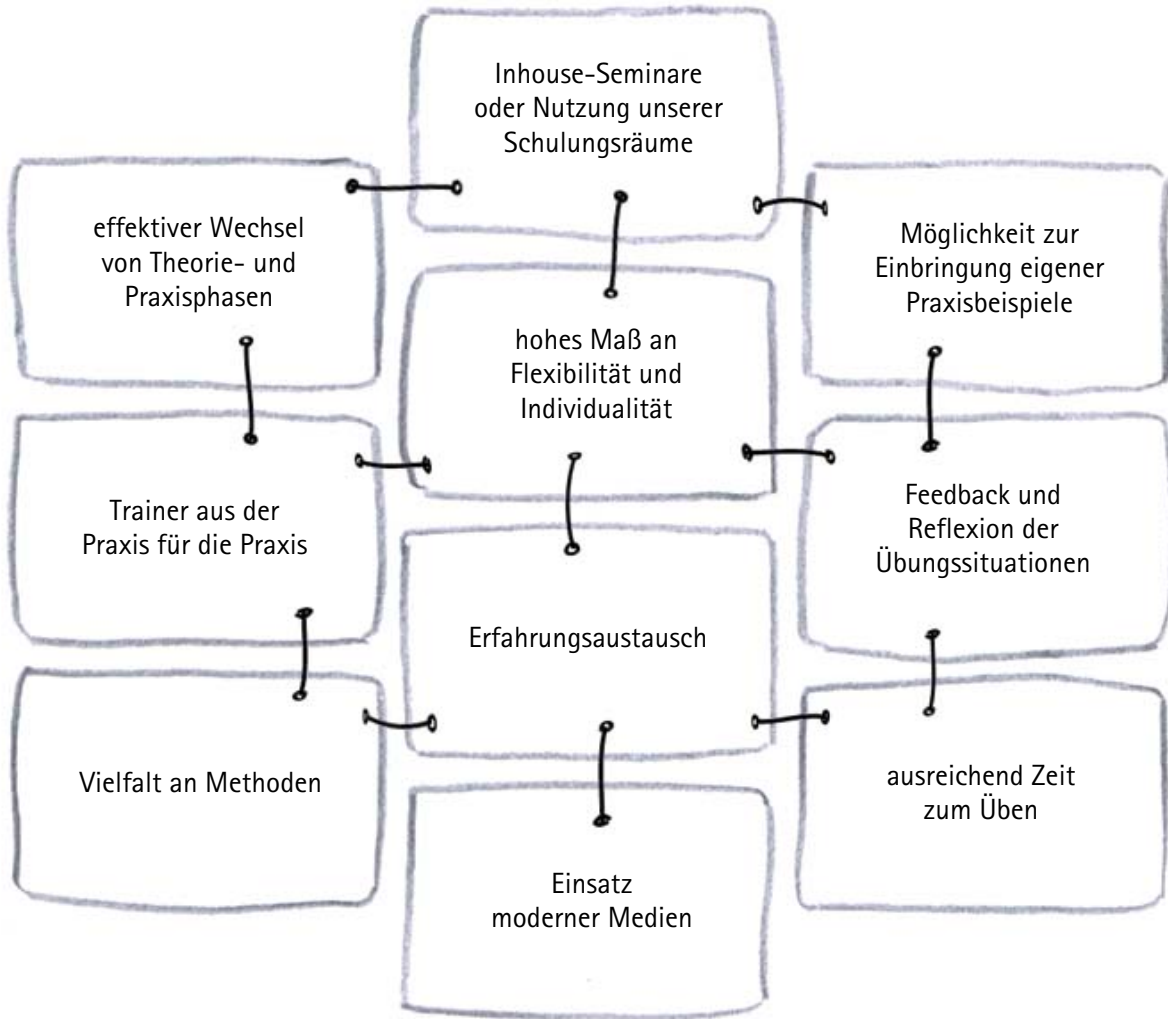 Inhouse-Seminare
oder Nutzung unserer
Schulungsräume
effektiver Wechsel
von Theorie- und
Praxisphasen
Möglichkeit zur
Einbringung eigener
Praxisbeispiele
hohes Maß an
Flexibilität und
Individualität
Trainer aus der
Praxis für die Praxis
Feedback und
Reflexion der
Übungssituationen
Erfahrungsaustausch
Vielfalt an Methoden
ausreichend Zeit
zum Üben
Einsatz
moderner Medien